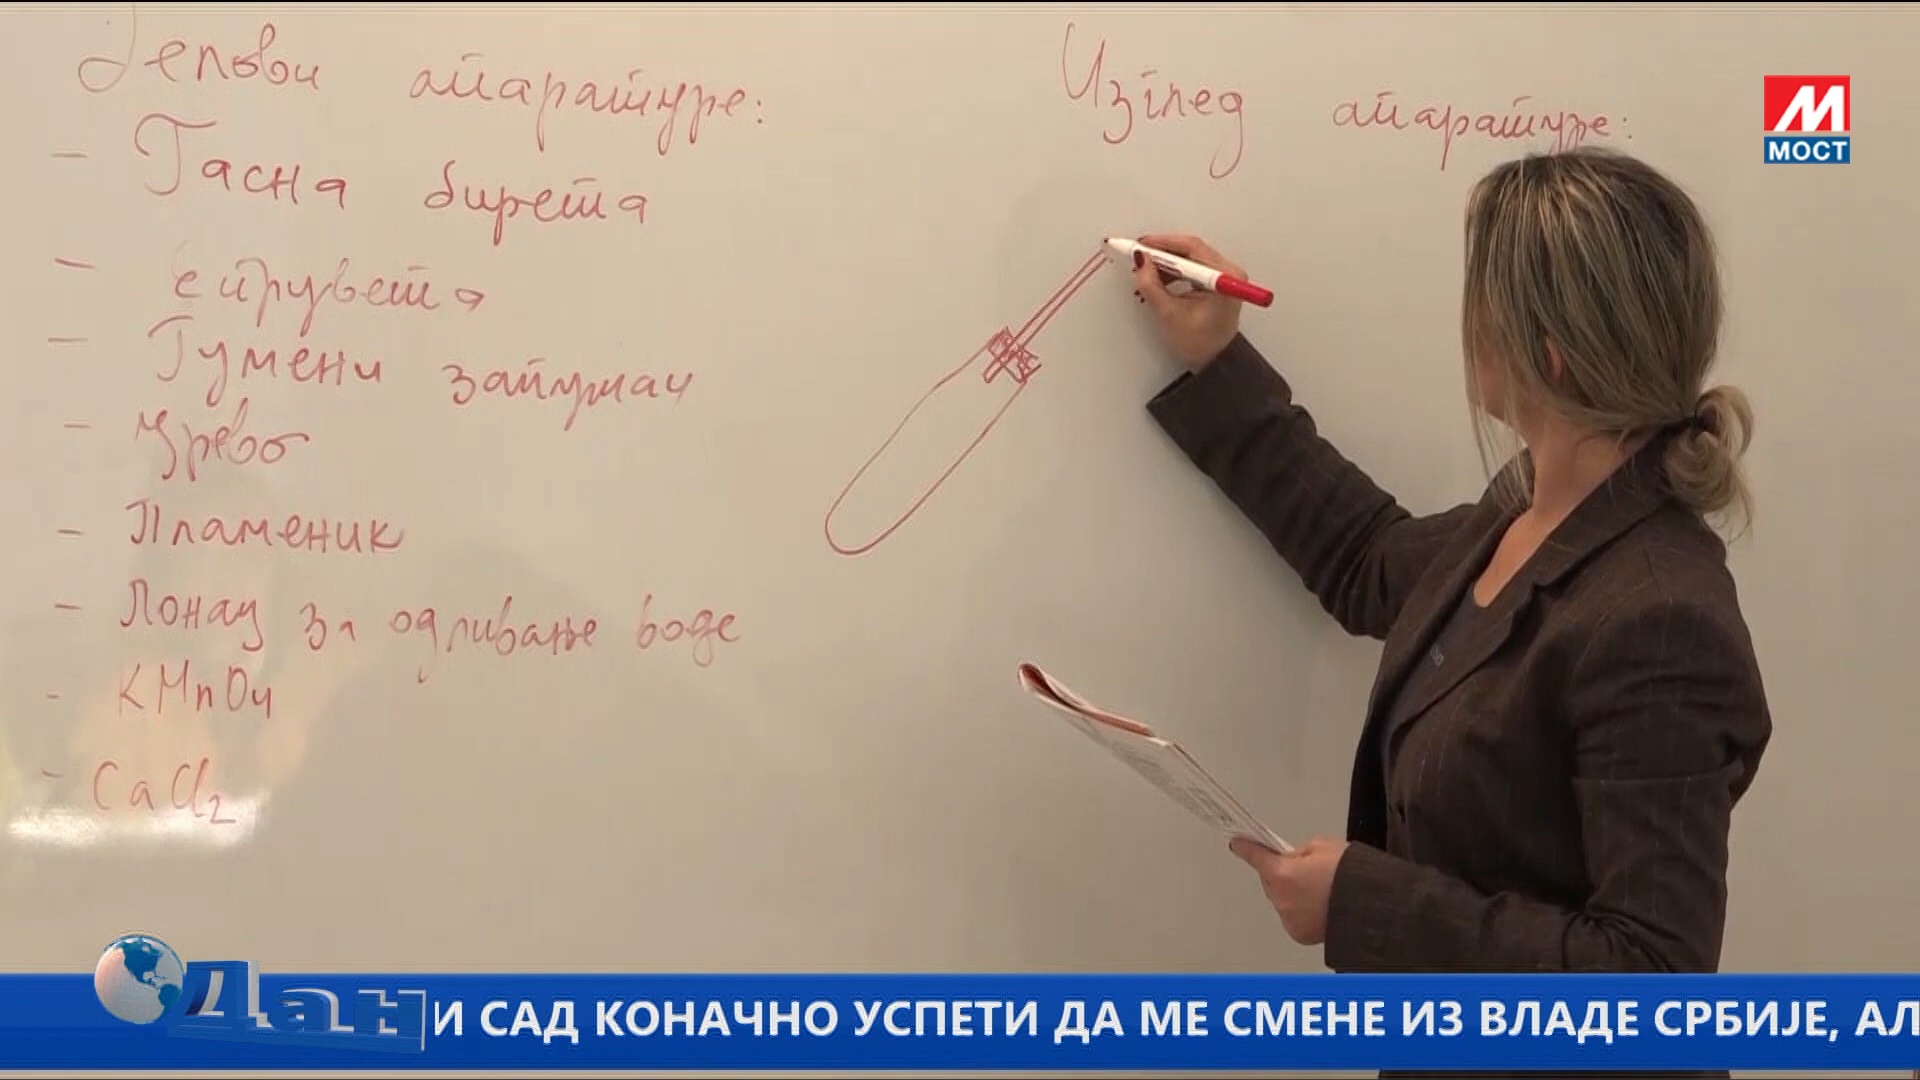 Делови апаратуре:
- Гасна бирета
- епрувета
- Гумени запушач
- Црево
- Пламеник
- Лонац за одливање воде
- KMnO4
- CaCl2
Изглед апаратуре:
М
МОСТ
Дан
И САД КОНАЧНО УСПЕТИ ДА МЕ СМЕНЕ ИЗ ВЛАДЕ СРБИЈЕ, АЛ